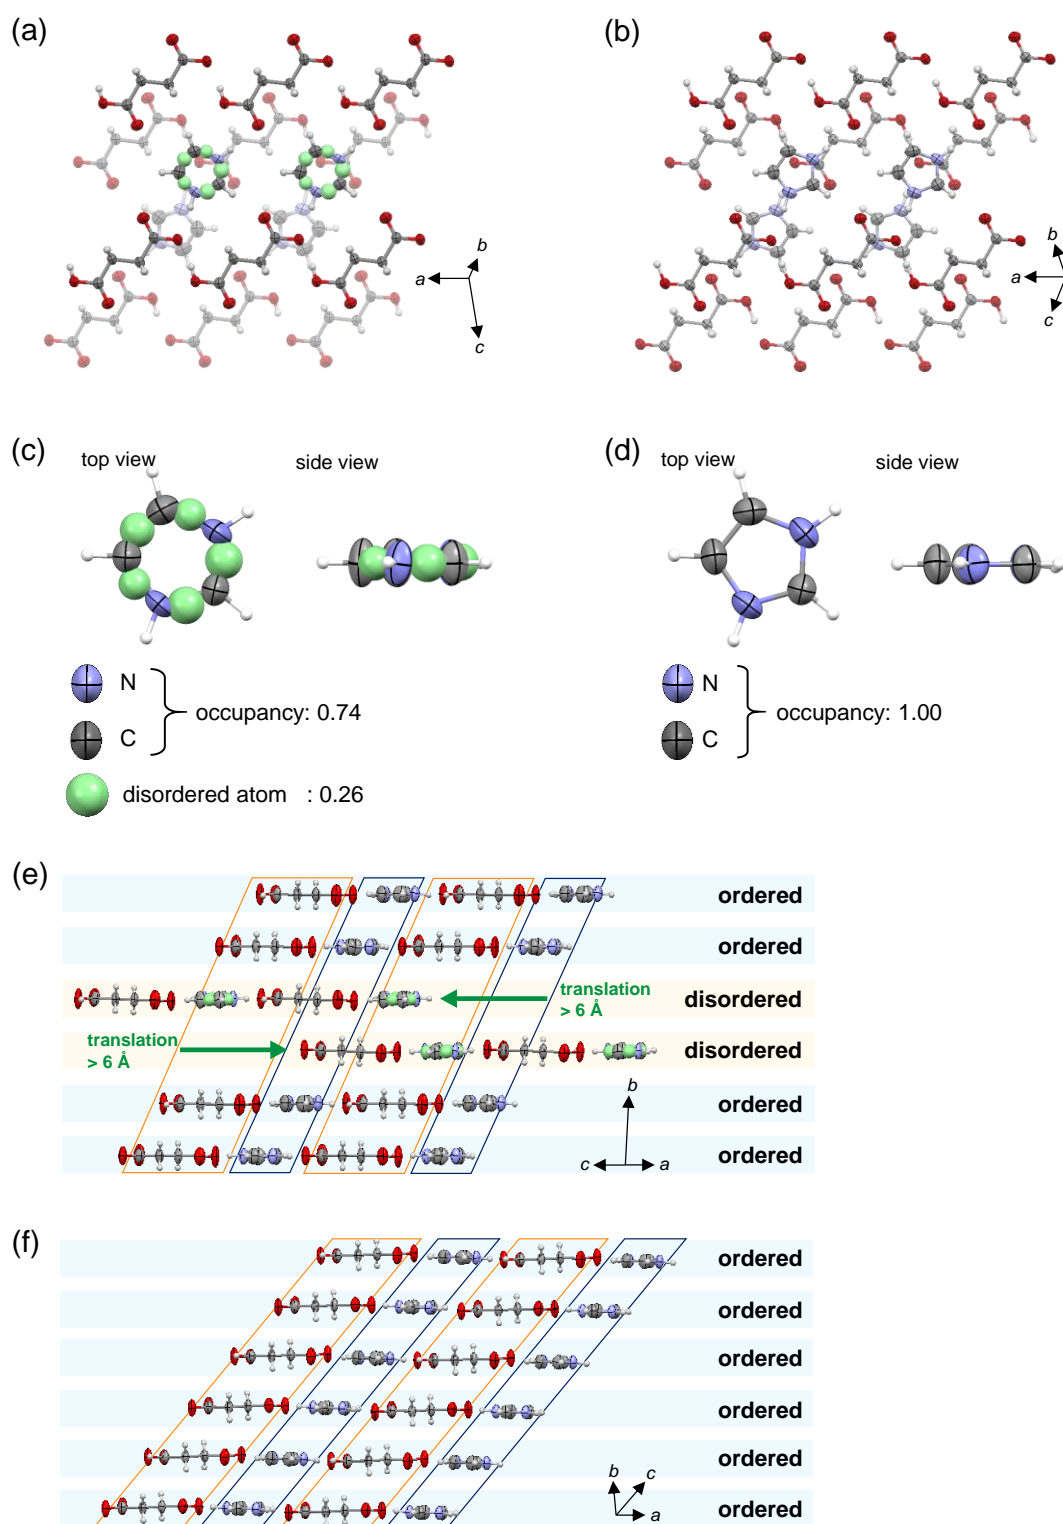 (a)
b
a
c
(b)
b
a
c
(c)
top view
side view
N
C
occupancy: 0.74
disordered atom : 0.26
(d)
top view
side view
N
C
occupancy: 1.00
(e)
ordered
ordered
translation
> 6 Å
disordered
translation
> 6 Å
disordered
ordered
ordered
b
c
a
(f)
ordered
ordered
ordered
ordered
ordered
ordered
b
c
a